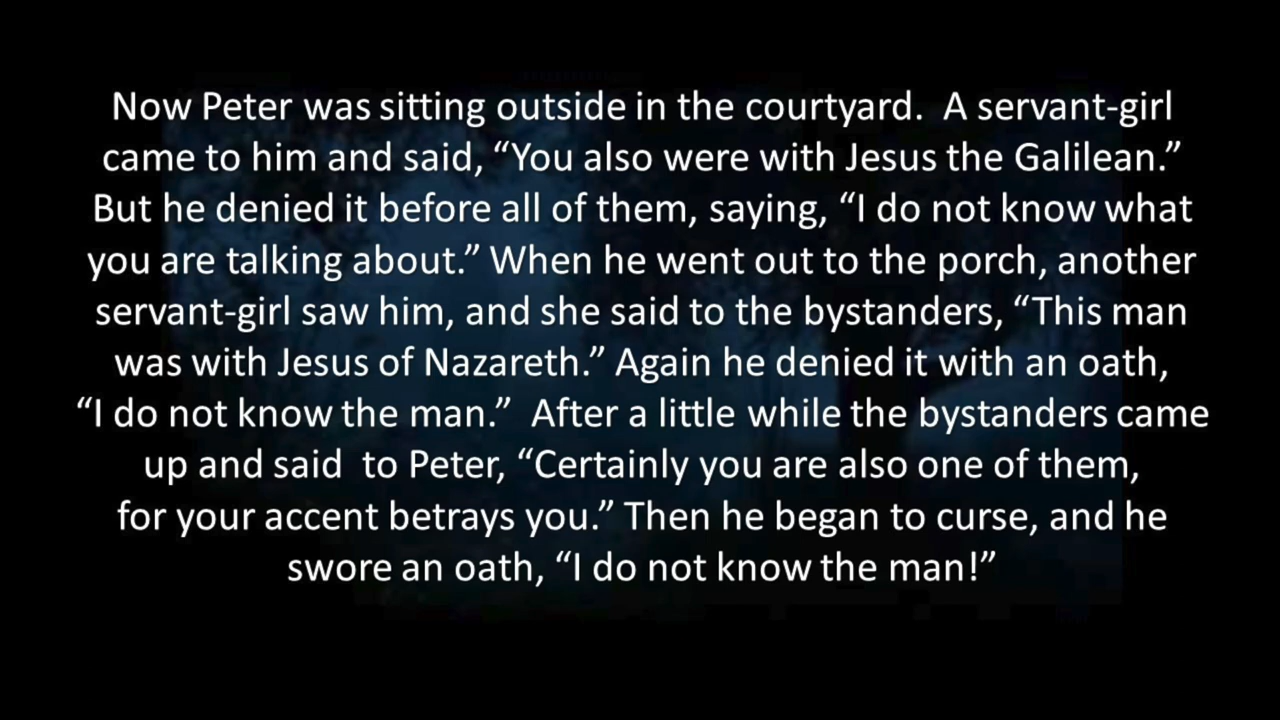 Now Peter was sitting outside in the courtyard.  A servant-girl
came to him and said, “You also were with Jesus the Galilean.”
But he denied it before all of them, saying, “I do not know what
you are talking about.” When he went out to the porch, another
servant-girl saw him, and she said to the bystanders, “This man
was with Jesus of Nazareth.” Again he denied it with an oath,
“I do not know the man.”  After a little while the bystanders came
up and said  to Peter, “Certainly you are also one of them,
for your accent betrays you.” Then he began to curse, and he
swore an oath, “I do not know the man!”